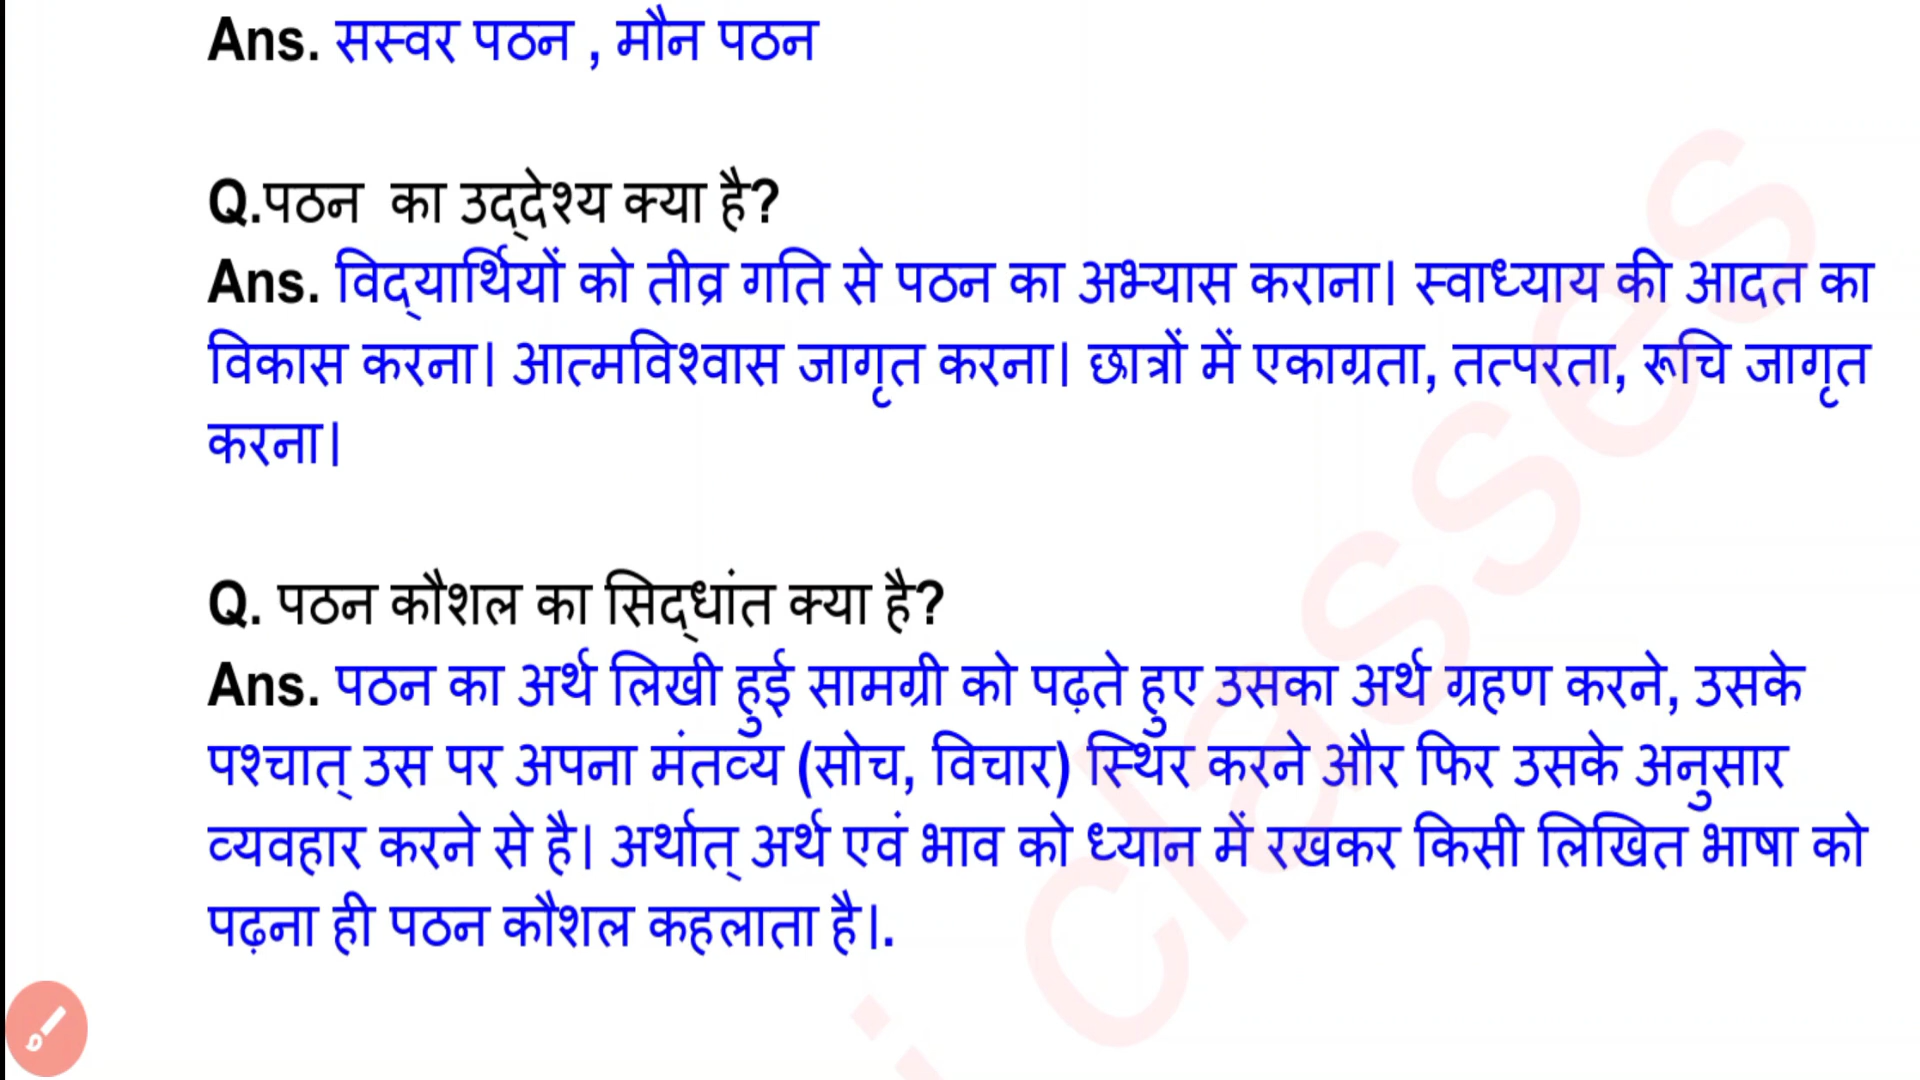 Ans. सस्वर पठन , मौन पठन
Q.पठन का उद्देश्य क्या है?
Ans. विद्यार्थियों को तीव्र गति से पठन का अभ्यास कराना। स्वाध्याय की आदत का
विकास करना। आत्मविश्वास जागृत करना। छात्रों में एकाग्रता, तत्परता, रूचि जागृत
करना।
Q. पठन कौशल का सिद्धांत क्या है?
Ans. पठन का अर्थ लिखी हुई सामग्री को पढ़ते हुए उसका अर्थ ग्रहण करने, उसके
पश्चात् उस पर अपना मंतव्य (सोच, विचार) स्थिर करने और फिर उसके अनुसार
व्यवहार करने से है। अर्थात् अर्थ एवं भाव को ध्यान में रखकर किसी लिखित भाषा को
पढ़ना ही पठन कौशल कहलाता है।.
classes